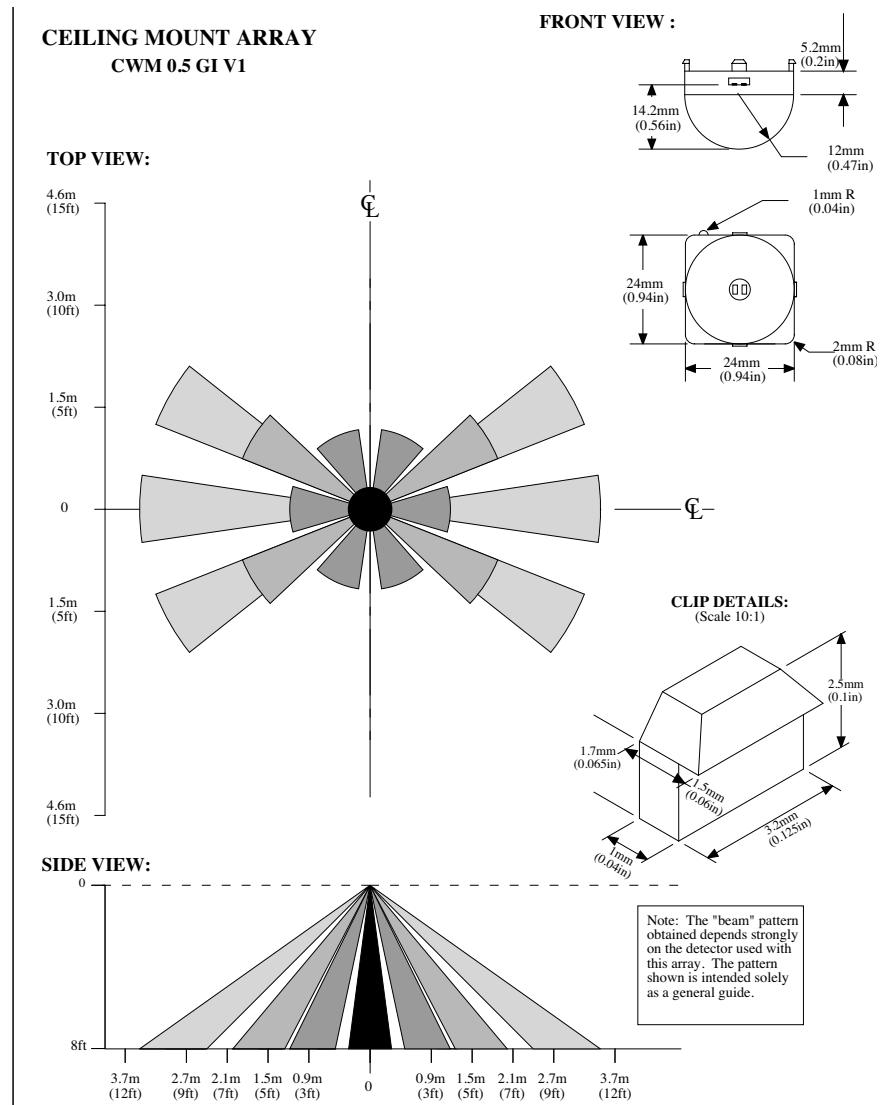 CEILING MOUNT ARRAY
CWM 0.5 GI V1
FRONT VIEW :
5.2mm
(0.2in)
14.2mm
(0.56in)
12mm
(0.47in)
1mm R
(0.04in)
24mm
(0.94in)
2mm R
(0.08in)
24mm
(0.94in)
TOP VIEW:
4.6m
(15ft)
3.0m
(10ft)
1.5m
(5ft)
0
1.5m
(5ft)
3.0m
(10ft)
4.6m
(15ft)
℄
℄
CLIP DETAILS:
(Scale 10:1)
2.5mm
(0.1in)
1.7mm
(0.065in)
1.5mm
(0.06in)
3.2mm
(0.125in)
1mm
(0.04in)
SIDE VIEW:
0
8ft
3.7m
(12ft)
2.7m
(9ft)
2.1m
(7ft)
1.5m
(5ft)
0.9m
(3ft)
0
0.9m
(3ft)
1.5m
(5ft)
2.1m
(7ft)
2.7m
(9ft)
3.7m
(12ft)
Note: The "beam" pattern
obtained depends strongly
on the detector used with
this array. The pattern
shown is intended solely
as a general guide.